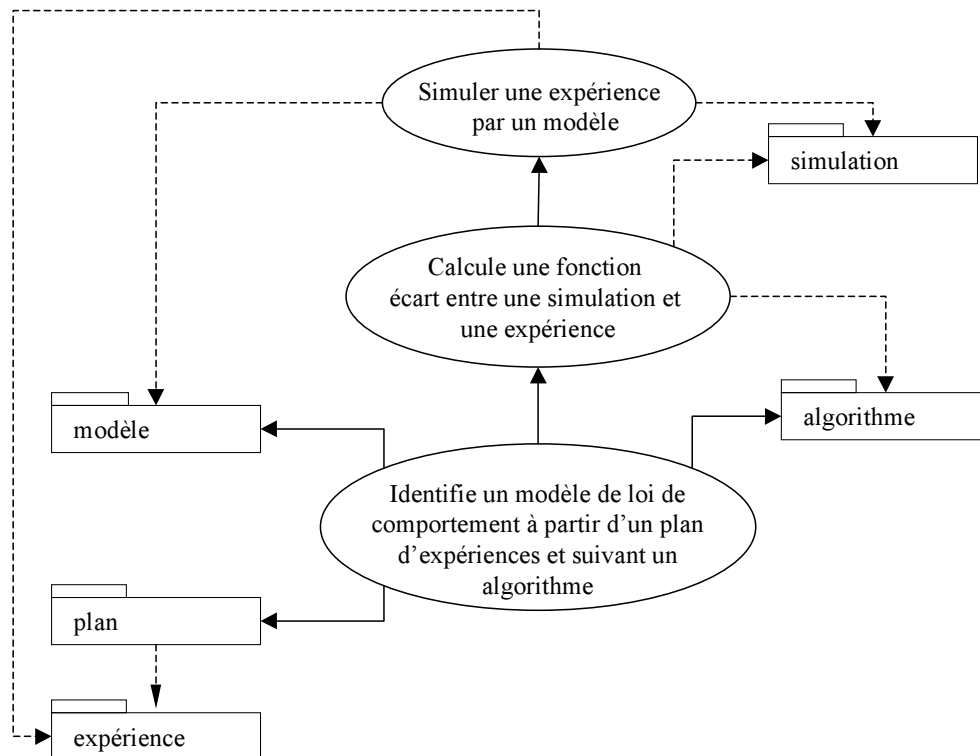 Simuler une expérience
par un modèle
simulation
Calcule une fonction
écart entre une simulation et
une expérience
modèle
algorithme
Identifie un modèle de loi de
comportement à partir d’un plan
d’expériences et suivant un
algorithme
plan
expérience